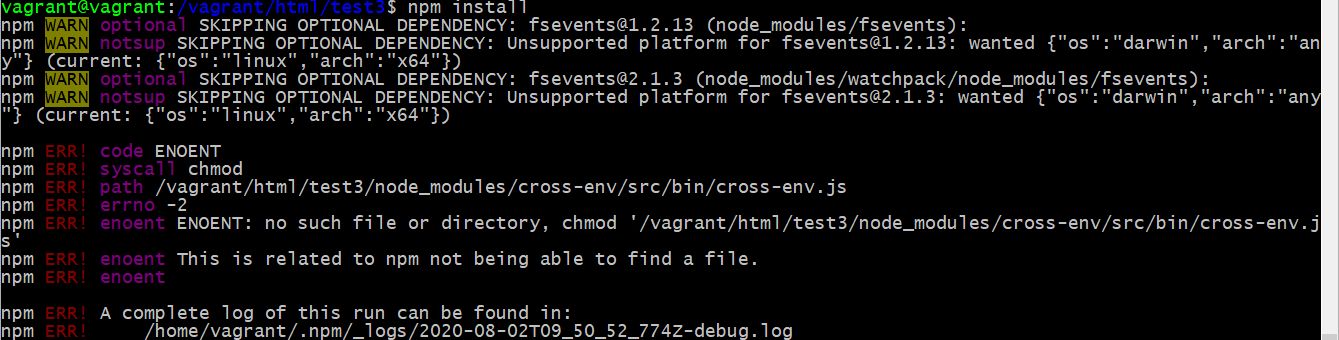 vagrant@vagrant:/vagrant/html/test3$ npm install
npm WARN optional SKIPPING OPTIONAL DEPENDENCY: fsevents@1.2.13 (node_modules/fsevents):
npm WARN notsup SKIPPING OPTIONAL DEPENDENCY: Unsupported platform for fsevents@1.2.13: wanted {"os":"darwin","arch":"an
y"} (current: {"os":"linux","arch":"x64"})
npm WARN optional SKIPPING OPTIONAL DEPENDENCY: fsevents@2.1.3 (node_modules/watchpack/node_modules/fsevents):
npm WARN notsup SKIPPING OPTIONAL DEPENDENCY: Unsupported platform for fsevents@2.1.3: wanted {"os":"darwin","arch":"any
"} (current: {"os":"linux","arch":"x64"})
npm ERR! code ENOENT
npm ERR! syscall chmod
npm ERR! path /vagrant/html/test3/node_modules/cross-env/src/bin/cross-env.js
npm ERR! errno -2
npm ERR! enoent ENOENT: no such file or directory, chmod '/vagrant/html/test3/node_modules/cross-env/src/bin/cross-env.j
s'
npm ERR! enoent This is related to npm not being able to find a file.
npm ERR! enoent
npm ERR! A complete log of this run can be found in:
npm ERR!     /home/vagrant/.npm/_logs/2020-08-02T09_50_52_774Z-debug.log